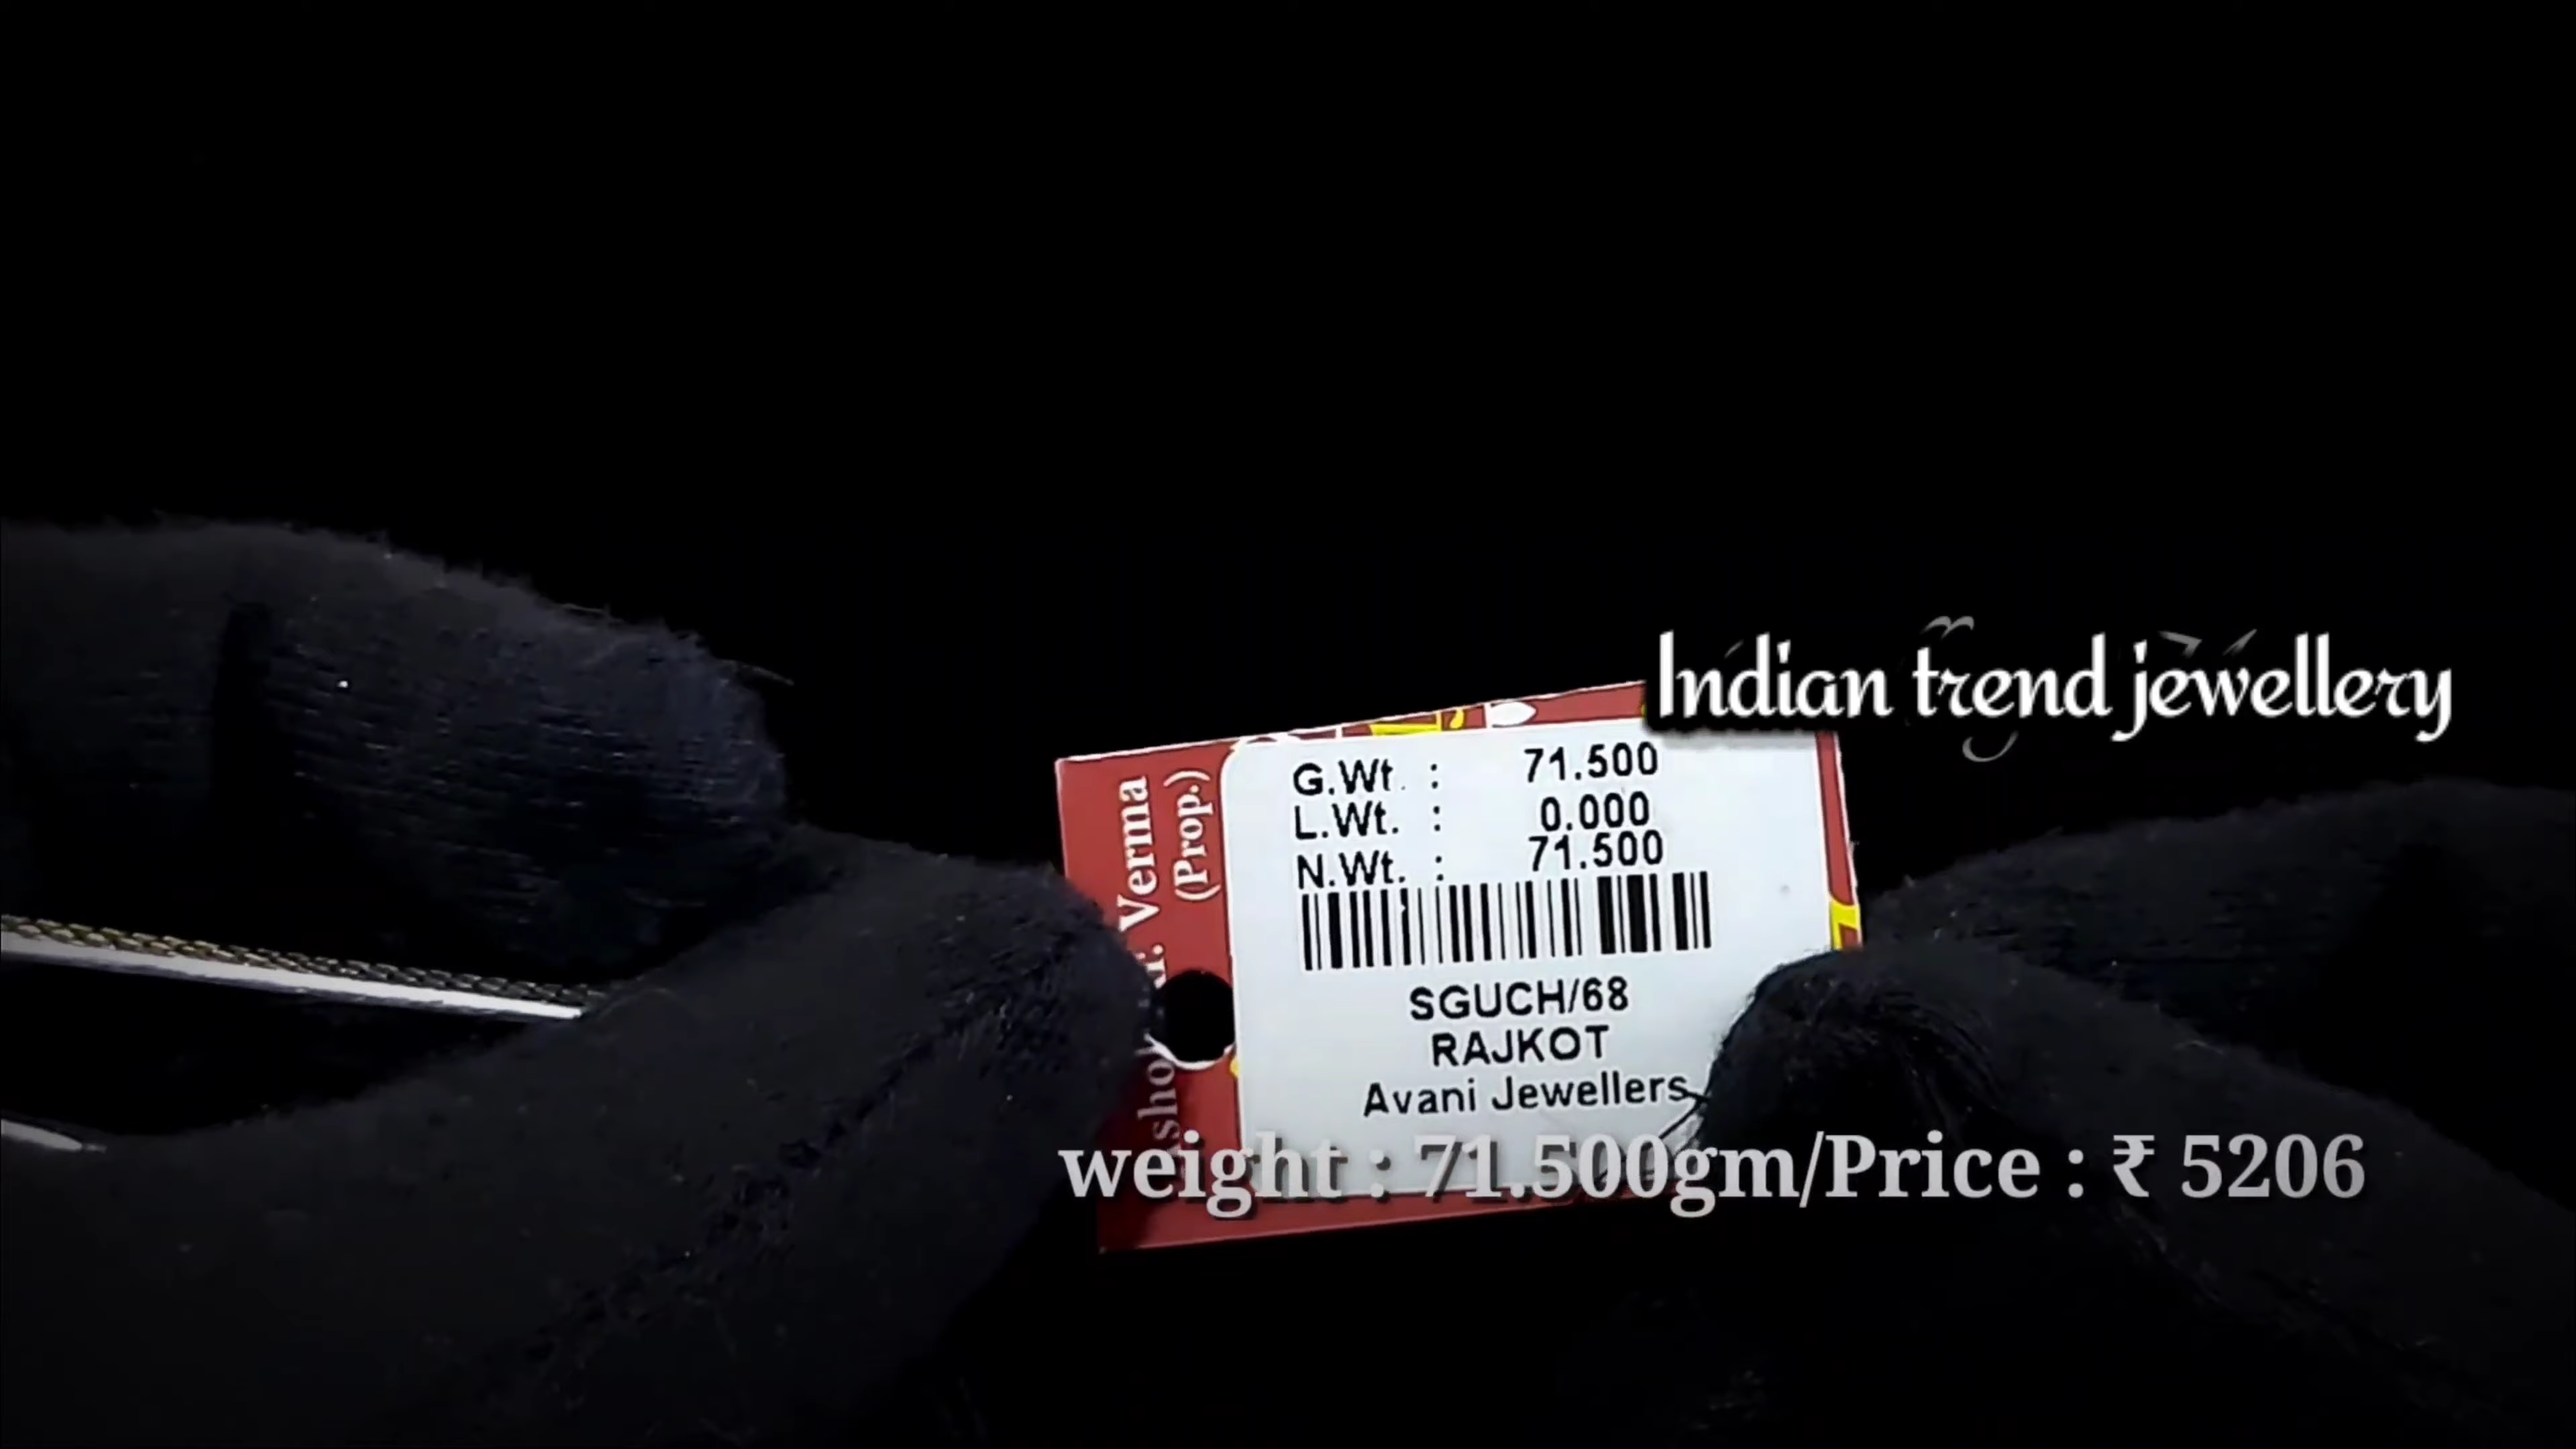 Indian trend jewellery
Verma
(Prop.)
G.Wt. : 71.500
L.Wt. : 0.000
N.Wt. : 71.500
SGUCH/68
RAJKOT
Avani Jewellers
weight : 71.500gm/Price : ₹ 5206